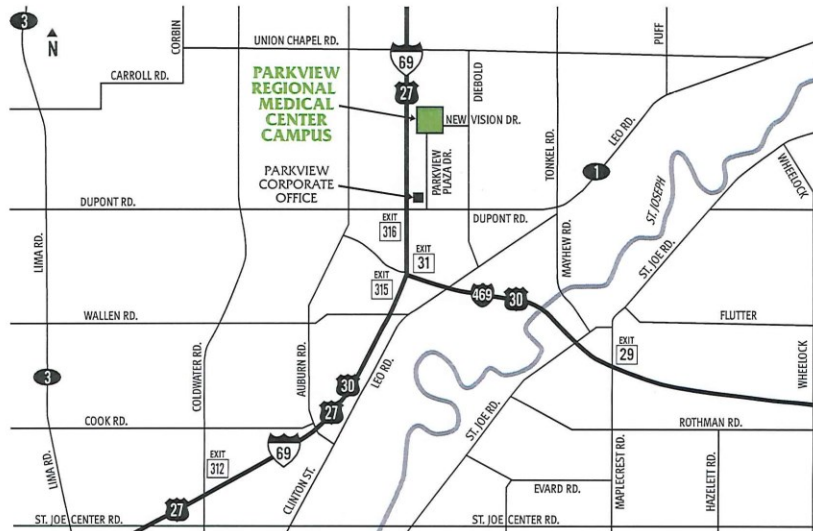 3
N
CORBIN
UNION CHAPEL RD.
PUFF
69
CARROLL RD.
PARKVIEW
REGIONAL
MEDICAL
CENTER
CAMPUS
27
DIEBOLD
NEW VISION DR.
TONKEL RD.
LEO RD.
PARKVIEW
CORPORATE
OFFICE
PARKVIEW
PLAZA DR.
1
WHEELOCK
ST. JOSEPH
DUPONT RD.
DUPONT RD.
EXIT
316
LIMA RD.
EXIT
31
MAYHEW RD.
ST. JOE RD.
EXIT
315
469
30
WALLEN RD.
FLUTTER
EXIT
29
COLDWATER RD.
AUBURN RD.
LEO RD.
WHEELOCK
3
30
27
COOK RD.
ST. JOE RD.
ROTHMAN RD.
69
EXIT
312
LIMA RD.
CLINTON ST.
MAPLECREST RD.
HAZELETT RD.
EVARD RD.
27
ST. JOE CENTER RD.
ST. JOE CENTER RD.